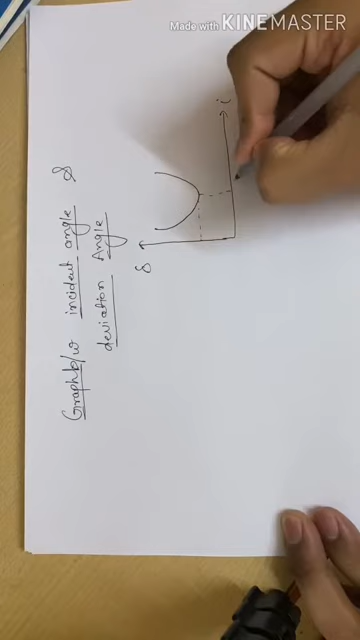 Made with KINEMASTER
Graph b/w incident angle &
deviation Angle
δ
i